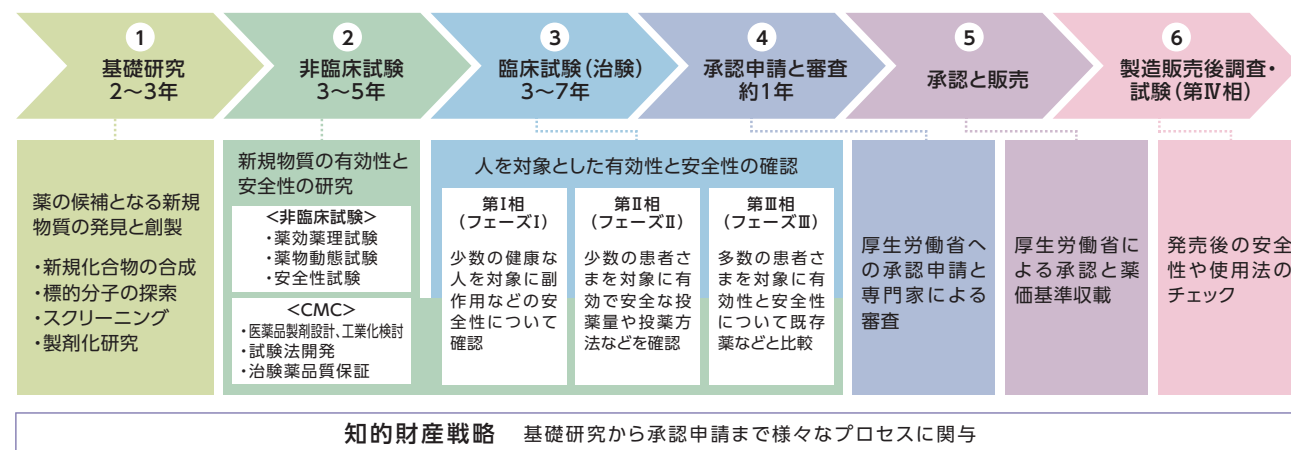 1
基礎研究
2～3年
2
非臨床試験
3～5年
3
臨床試験（治験）
3～7年
4
承認申請と審査
約1年
5
承認と販売
6
製造販売後調査・
試験（第Ⅳ相）
薬の候補となる新規
物質の発見と創製
・新規化合物の合成
・標的分子の探索
・スクリーニング
・製剤化研究
新規物質の有効性と
安全性の研究
＜非臨床試験＞
・薬効薬理試験
・薬物動態試験
・安全性試験
＜CMC＞
・医薬品製剤設計、工業化検討
・試験法開発
・治験薬品質保証
人を対象とした有効性と安全性の確認
第Ⅰ相
（フェーズⅠ）
少数の健康な
人を対象に副
作用などの安
全性について
確認
第Ⅱ相
（フェーズⅡ）
少数の患者さ
まを対象に有
効で安全な投
薬量や投薬方
法などを確認
第Ⅲ相
（フェーズⅢ）
多数の患者さ
まを対象に有
効性と安全性
について既存
薬などと比較
厚生労働省へ
の承認申請と
専門家による
審査
厚生労働省に
よる承認と薬
価基準収載
発売後の安全
性や使用法の
チェック
知的財産戦略 基礎研究から承認申請まで様々なプロセスに関与